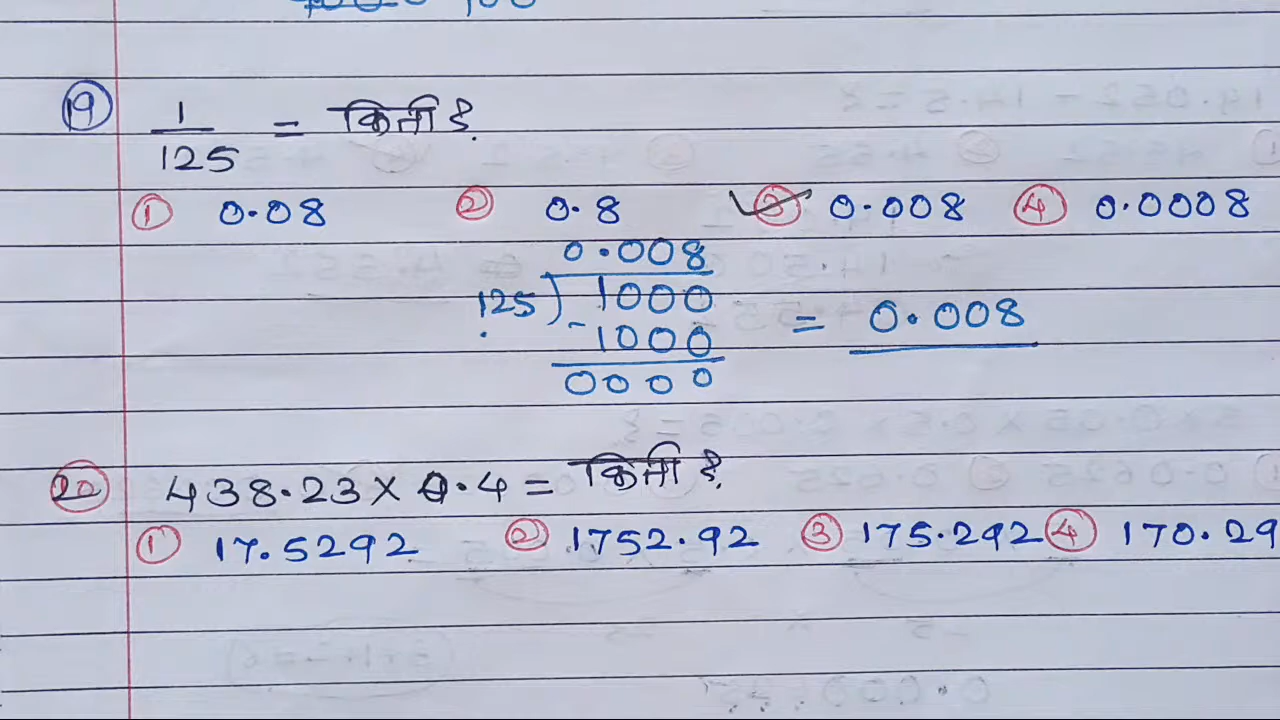 19 1/125 = किती ?
1 0.08 2 0.8 3 0.008 4 0.0008
0.008
125 ) 1000 = 0.008
- 1000
0000
20 438.23 x 0.4 = किती ?
1 17.5292 2 1752.92 3 175.292 4 170.29